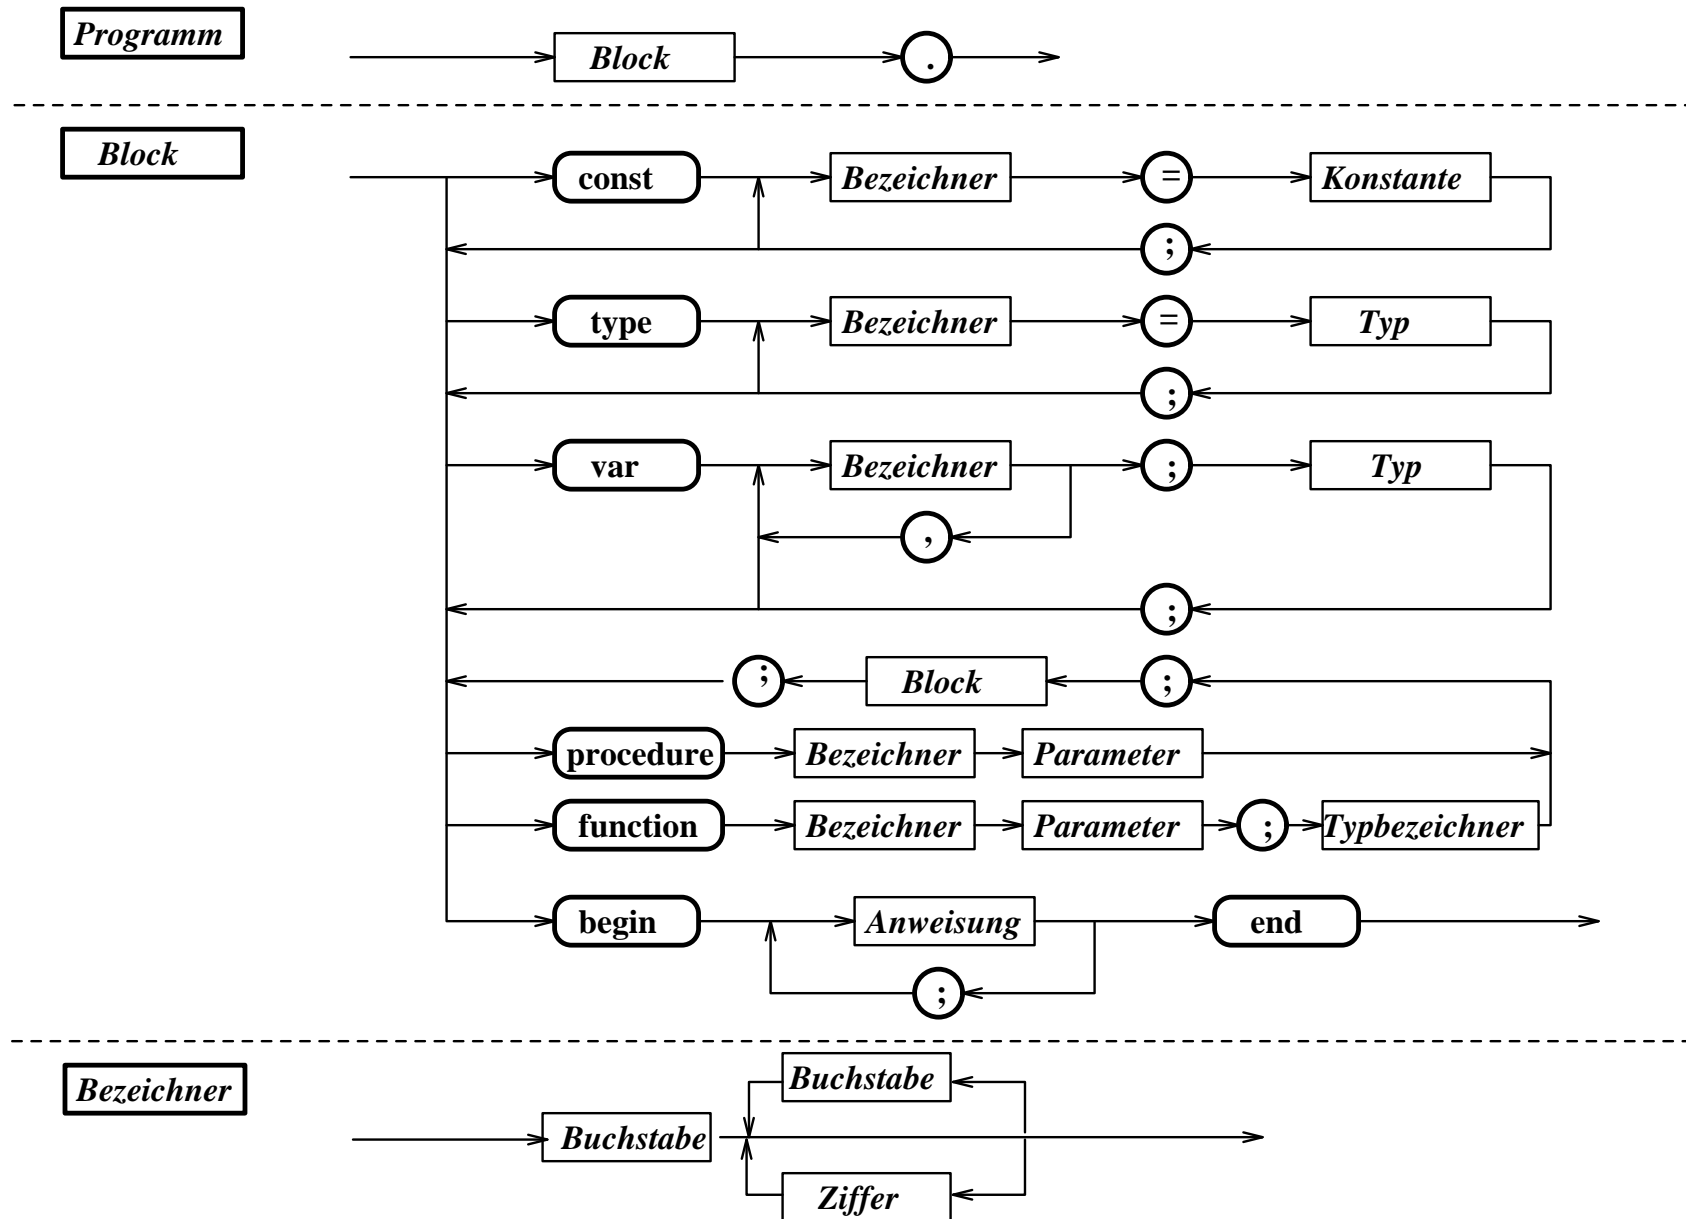 Programm
Block .
Block
const Bezeichner = Konstante
;
type Bezeichner = Typ
;
var Bezeichner ; Typ
,
;
; Block ;
procedure Bezeichner Parameter
function Bezeichner Parameter ; Typbezeichner
begin Anweisung end
;
Bezeichner
Buchstabe
Buchstabe
Ziffer